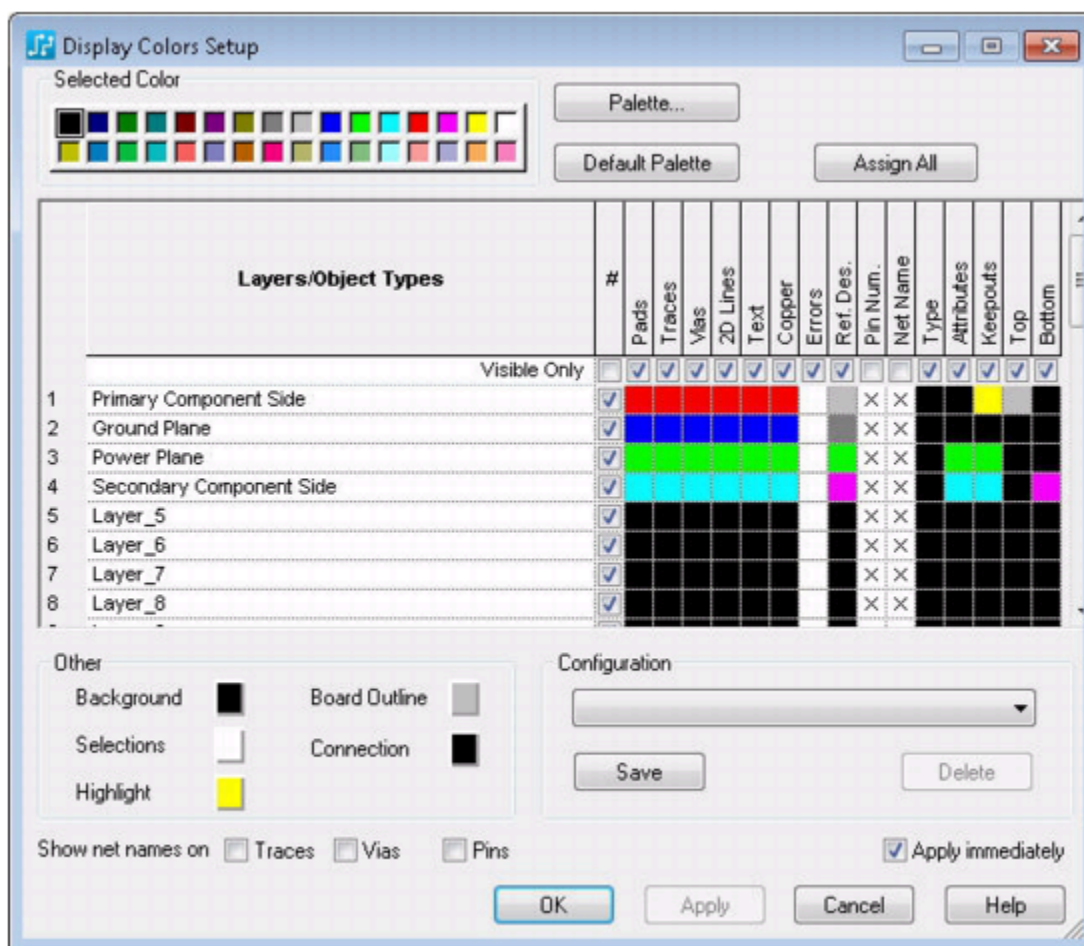 Display Colors Setup
Selected Color
Palette...
Default Palette
Assign All
Layers/Object Types
#
Pads
Traces
Vias
2D Lines
Text
Copper
Errors
Ref. Des.
Pin Num.
Net Name
Type
Attributes
Keepouts
Top
Bottom
Visible Only
1 Primary Component Side
2 Ground Plane
3 Power Plane
4 Secondary Component Side
5 Layer_5
6 Layer_6
7 Layer_7
8 Layer_8
Other
Background
Board Outline
Selections
Connection
Highlight
Configuration
Save
Delete
Show net names on Traces Vias Pins
Apply immediately
OK
Apply
Cancel
Help